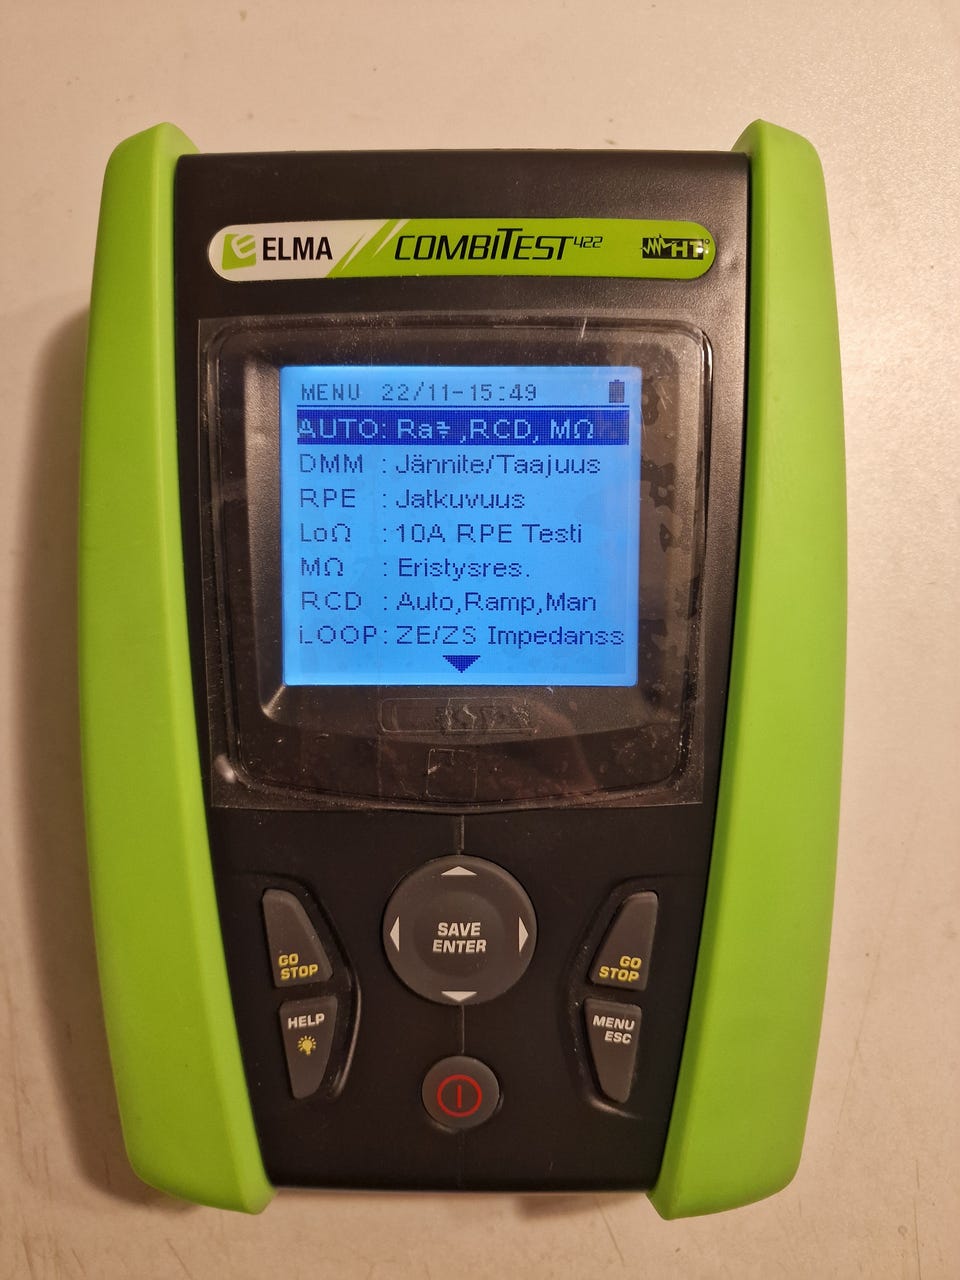 ELMA COMBITEST 422 HT
MENU 22/11-15:49
AUTO: Ra⏚ ,RCD, MΩ
DMM : Jännite/Taajuus
RPE : Jatkuvuus
LoΩ : 10A RPE Testi
MΩ : Eristysres.
RCD : Auto,Ramp,Man
LOOP: ZE/ZS Impedanss
SAVE
ENTER
GO
STOP
GO
STOP
HELP
MENU
ESC